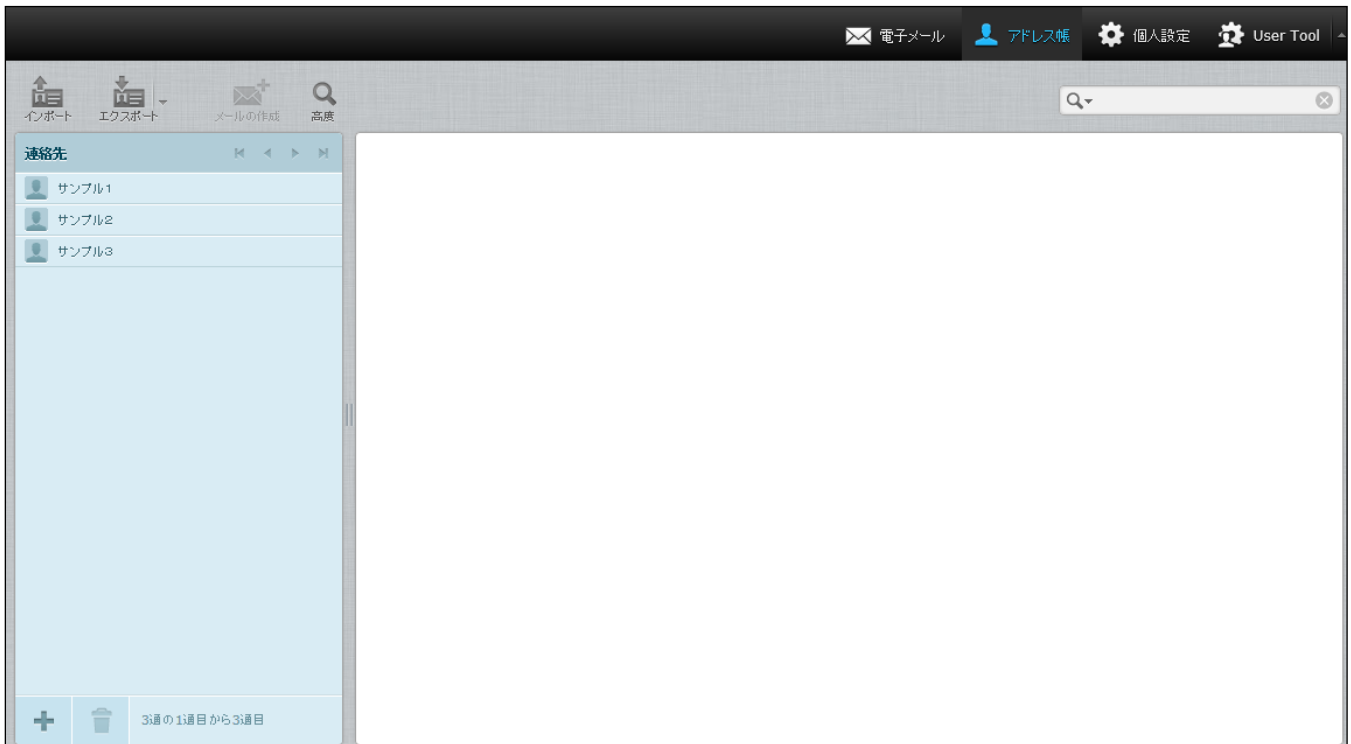 電子メール
アドレス帳
個人設定
User Tool
インポート
エクスポート
メールの作成
高度
連絡先
サンプル1
サンプル2
サンプル3
3通の1通目から3通目